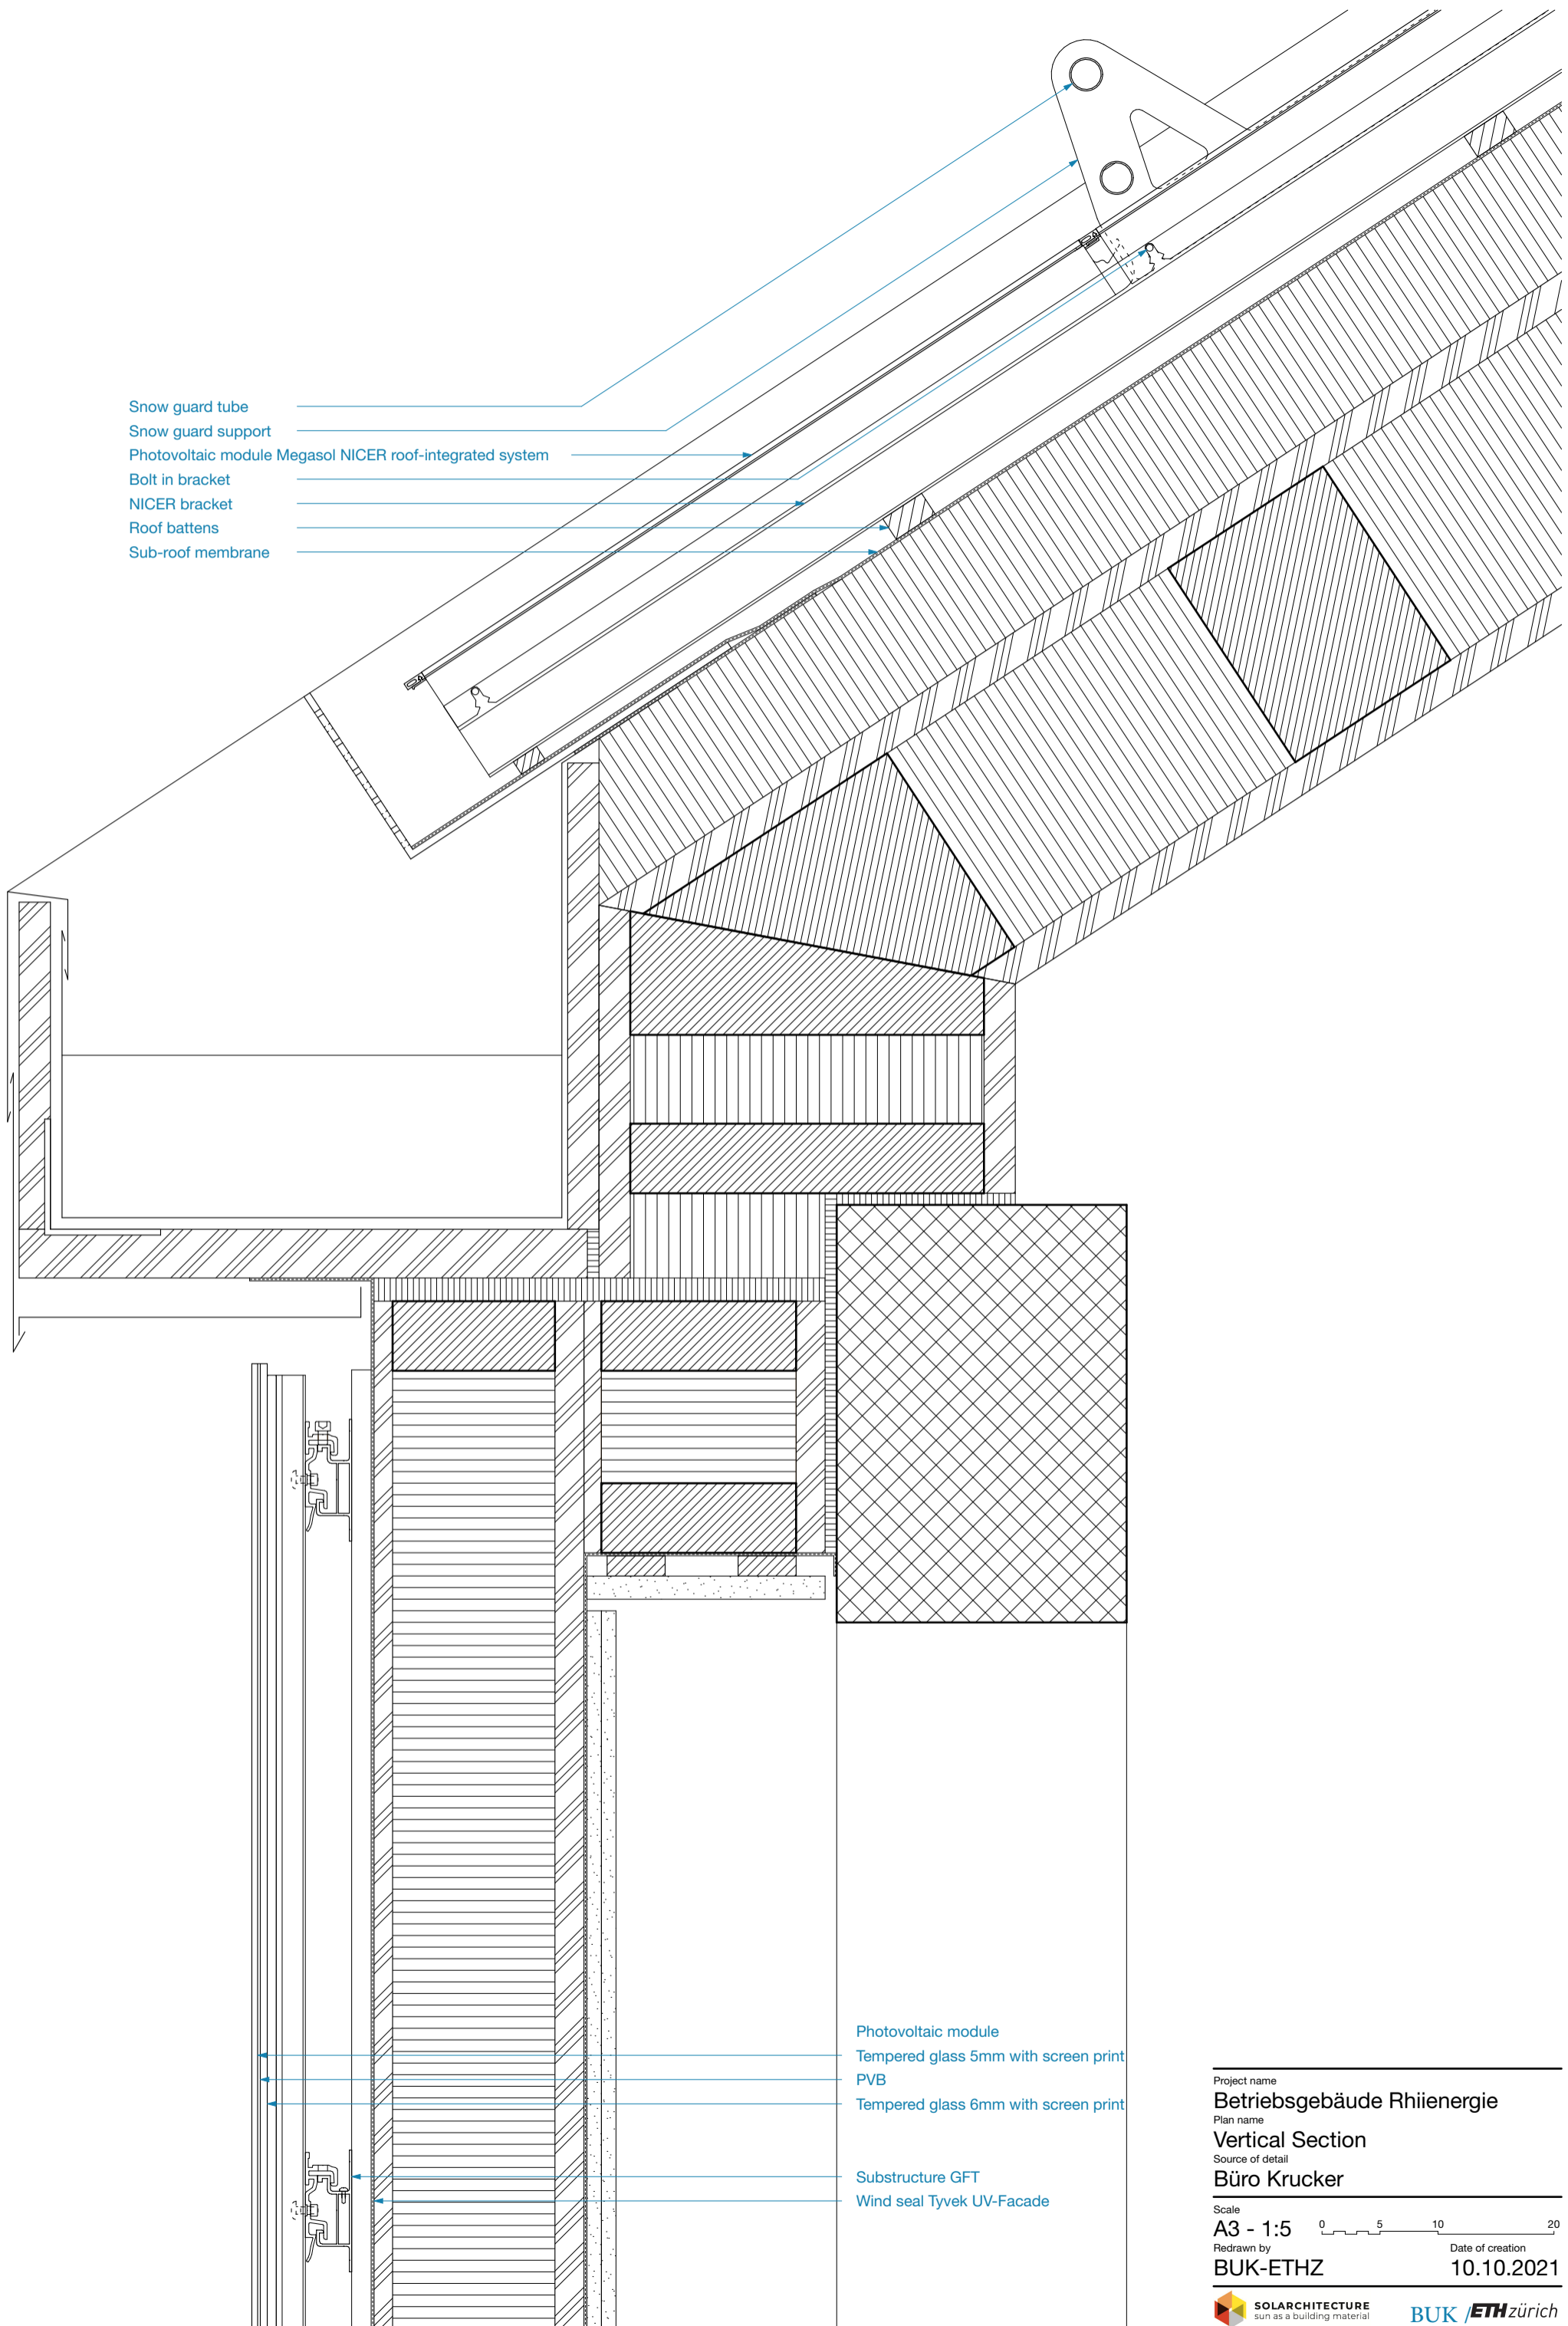 Snow guard tube
Snow guard support
Photovoltaic module Megasol NICER roof-integrated system
Bolt in bracket
NICER bracket
Roof battens
Sub-roof membrane
Photovoltaic module
Tempered glass 5mm with screen print
PVB
Tempered glass 6mm with screen print
Substructure GFT
Wind seal Tyvek UV-Facade
Project name
Betriebsgebäude Rhiienergie
Plan name
Vertical Section
Source of detail
Büro Krucker
Scale
A3 - 1:5
0 5 10 20
Redrawn by
BUK-ETHZ
Date of creation
10.10.2021
SOLARCHITECTURE
sun as a building material
BUK / ETH zürich